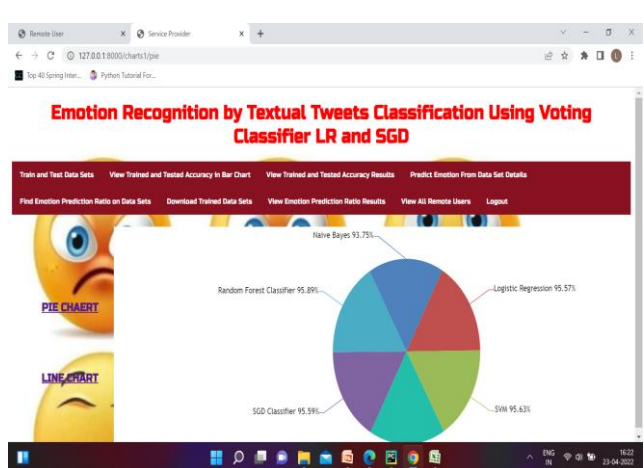 Remote User
Service Provider
127.0.0.1:8000/charts1/pie
Top 40 Spring Inter...
Python Tutorial For...
Emotion Recognition by Textual Tweets Classification Using Voting
Classifier LR and SGD
Train and Test Data Sets View Trained and Tested Accuracy in Bar Chart View Trained and Tested Accuracy Results Predict Emotion From Data Set Details
Find Emotion Prediction Ratio on Data Sets Download Trained Data Sets View Emotion Prediction Ratio Results View All Remote Users Logout
Naive Bayes 93.75%
Random Forest Classifier 95.89%
Logistic Regression 95.57%
PIE CHAERT
LINE CHART
SGD Classifier 95.59%
SVM 95.63%
ENG
IN
16:22
23-04-2022